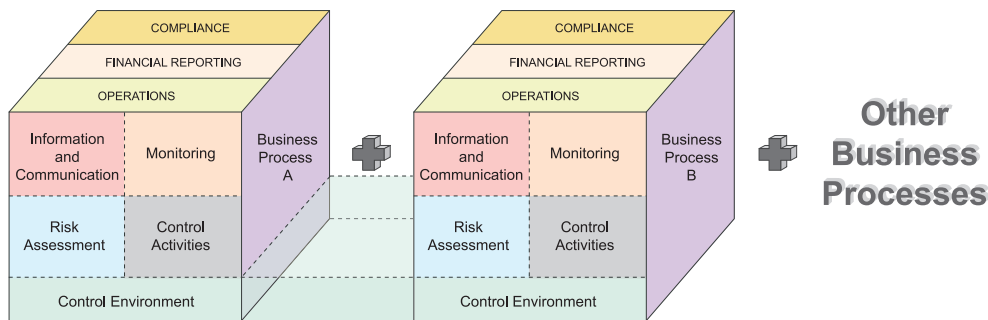 COMPLIANCE
FINANCIAL REPORTING
OPERATIONS
Information
and
Communication
Monitoring
Business
Process
A
Risk
Assessment
Control
Activities
Control Environment
COMPLIANCE
FINANCIAL REPORTING
OPERATIONS
Information
and
Communication
Monitoring
Business
Process
B
Risk
Assessment
Control
Activities
Control Environment
Other
Business
Processes